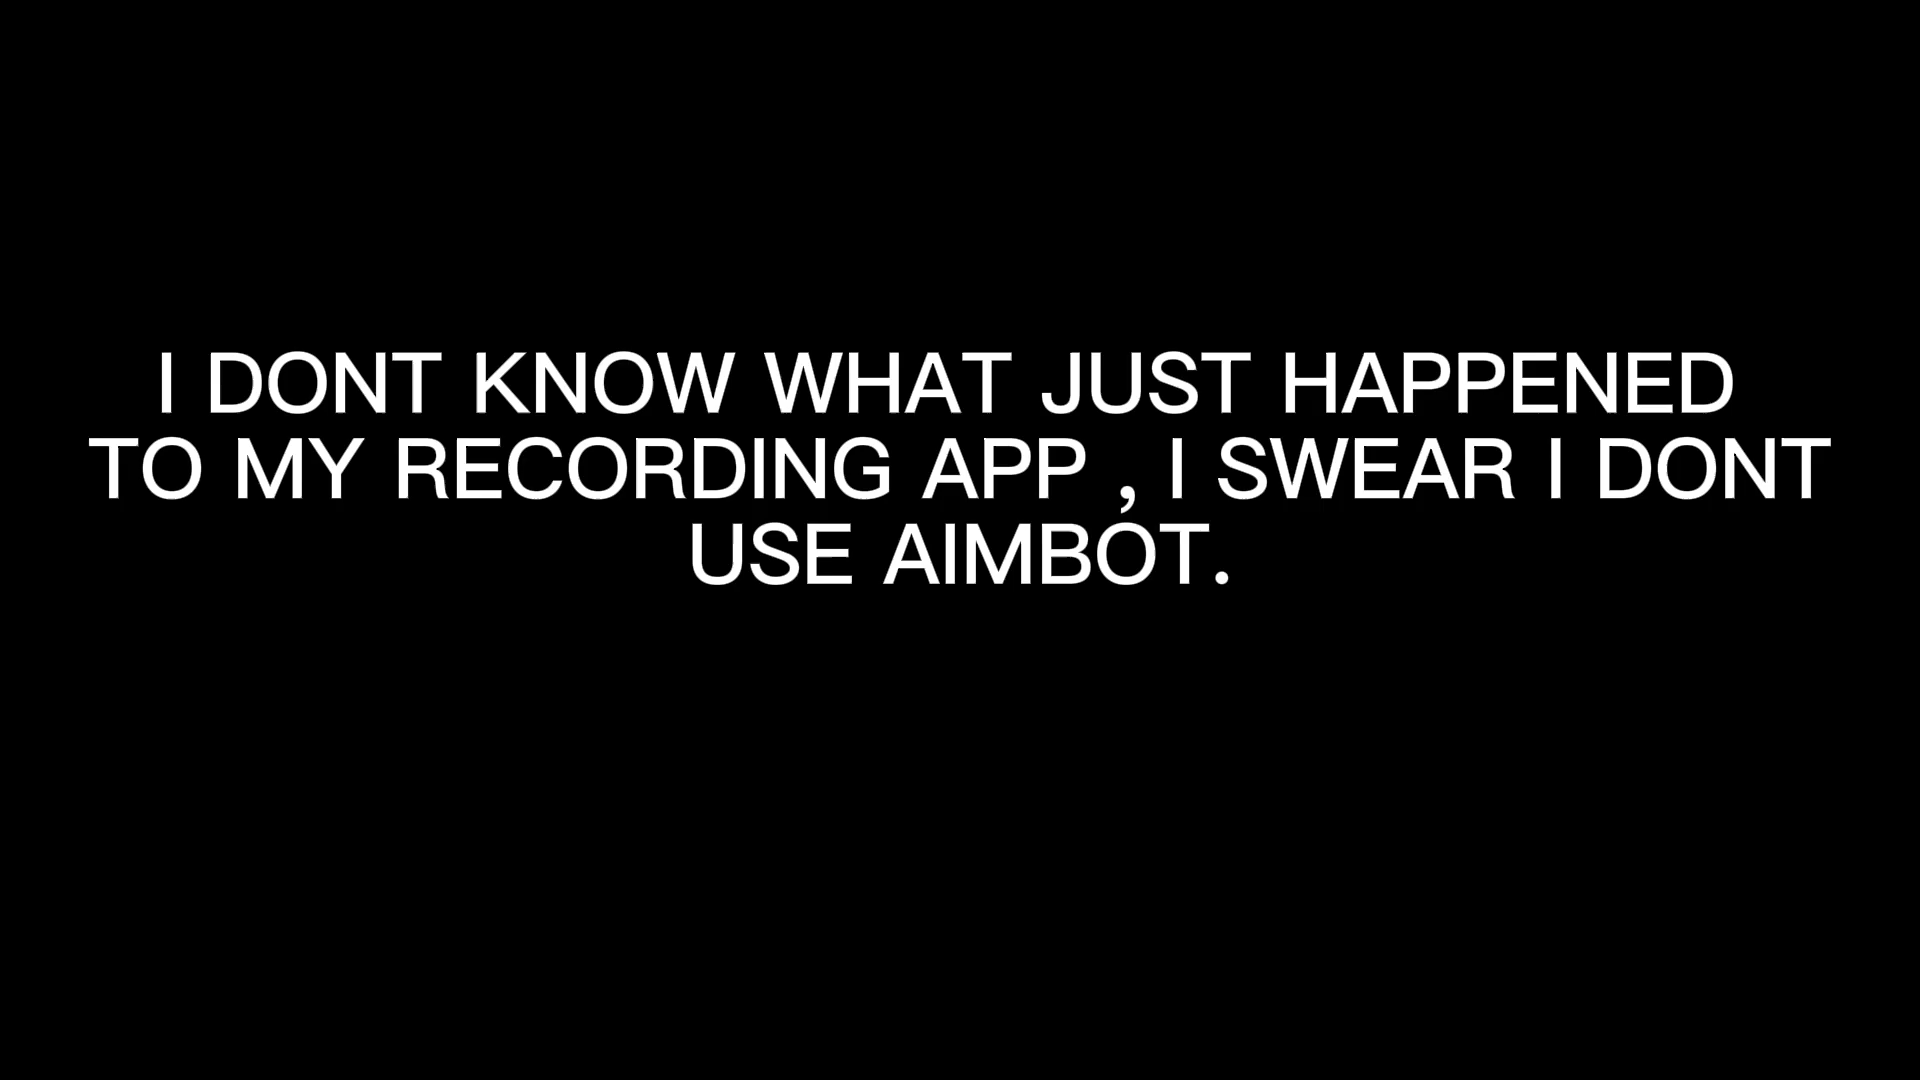 I DONT KNOW WHAT JUST HAPPENED
TO MY RECORDING APP , I SWEAR I DONT
USE AIMBOT.